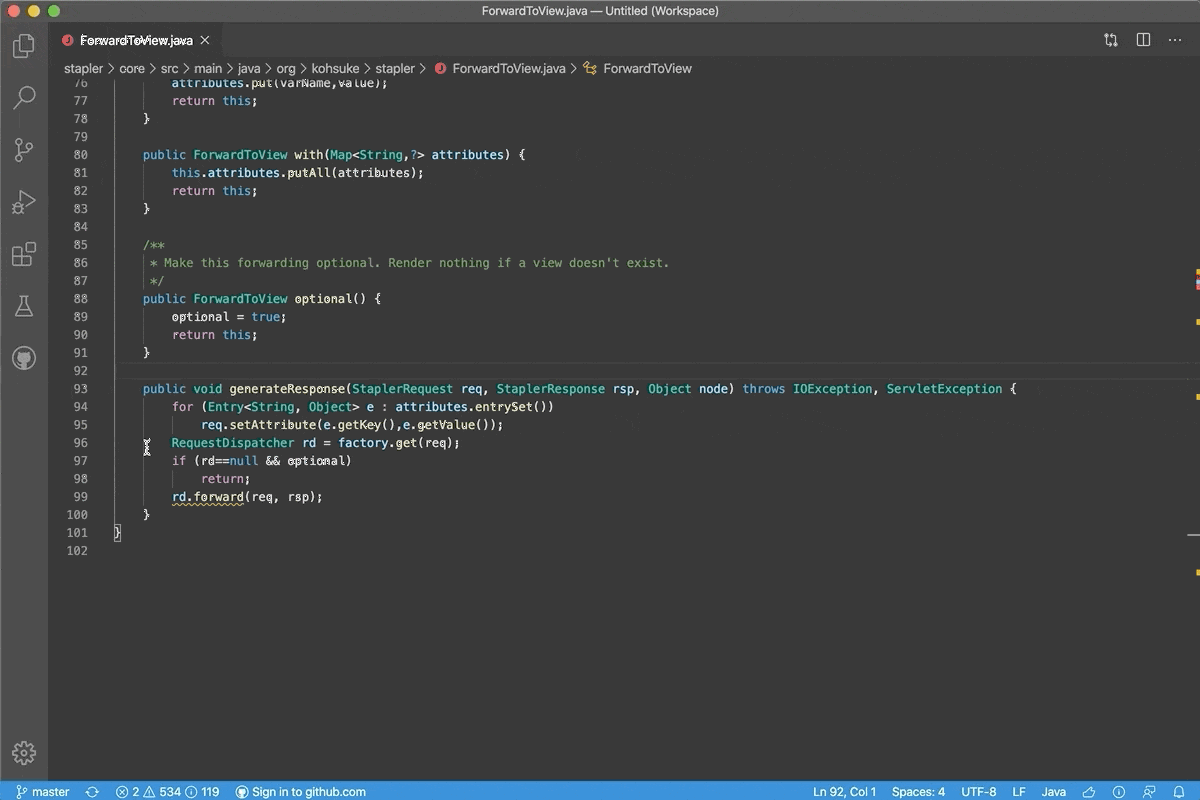 ForwardToView.java — Untitled (Workspace)
ForwardToView.java
stapler > core > src > main > java > org > kohsuke > stapler > ForwardToView.java > ForwardToView
76 attributes.put(varName,value);
77 return this;
78 }
79
80 public ForwardToView with(Map<String,?> attributes) {
81 this.attributes.putAll(attributes);
82 return this;
83 }
84
85 /**
86 * Make this forwarding optional. Render nothing if a view doesn't exist.
87 */
88 public ForwardToView optional() {
89 optional = true;
90 return this;
91 }
92
93 public void generateResponse(StaplerRequest req, StaplerResponse rsp, Object node) throws IOException, ServletException {
94 for (Entry<String, Object> e : attributes.entrySet())
95 req.setAttribute(e.getKey(),e.getValue());
96 RequestDispatcher rd = factory.get(req);
97 if (rd==null && optional)
98 return;
99 rd.forward(req, rsp);
100 }
101 }
102
master 2 534 119 Sign in to github.com Ln 92, Col 1 Spaces: 4 UTF-8 LF Java